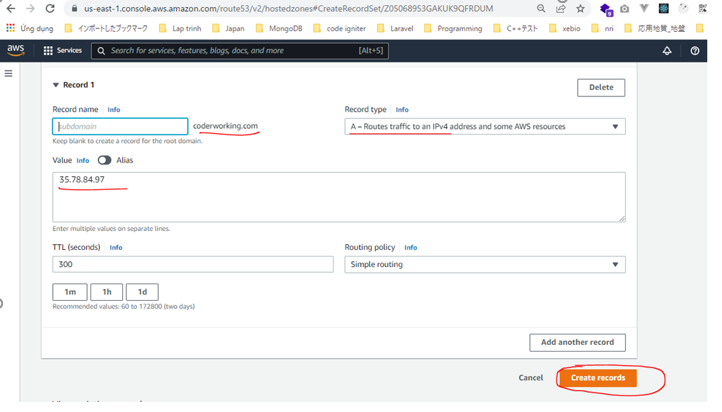 us-east-1.console.aws.amazon.com/route53/v2/hostedzones#CreateRecordSet/Z05068953GAKUK9QFRDUM
Ứng dụng インポートしたブックマーク Lap trinh Japan MongoDB code igniter Laravel Programming C++テスト xebio nri 応用地質_地盤
aws Services Search for services, features, blogs, docs, and more [Alt+S]
Record 1 Delete
Record name Info Record type Info
subdomain coderworking.com A – Routes traffic to an IPv4 address and some AWS resources
Keep blank to create a record for the root domain.
Value Info Alias
35.78.84.97
Enter multiple values on separate lines.
TTL (seconds) Info Routing policy Info
300 Simple routing
1m 1h 1d
Recommended values: 60 to 172800 (two days)
Add another record
Cancel Create records